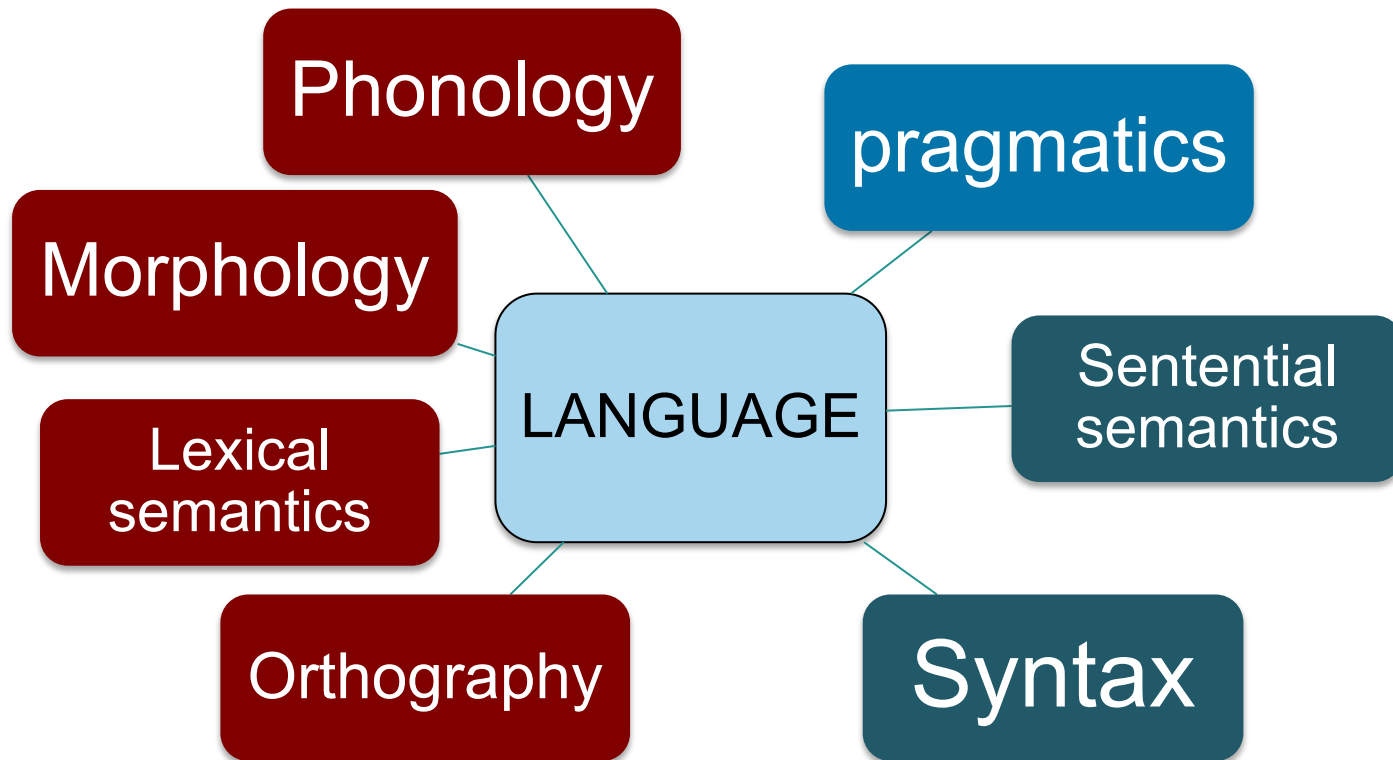 Phonology
pragmatics
Morphology
Sentential
semantics
LANGUAGE
Lexical
semantics
Orthography
Syntax